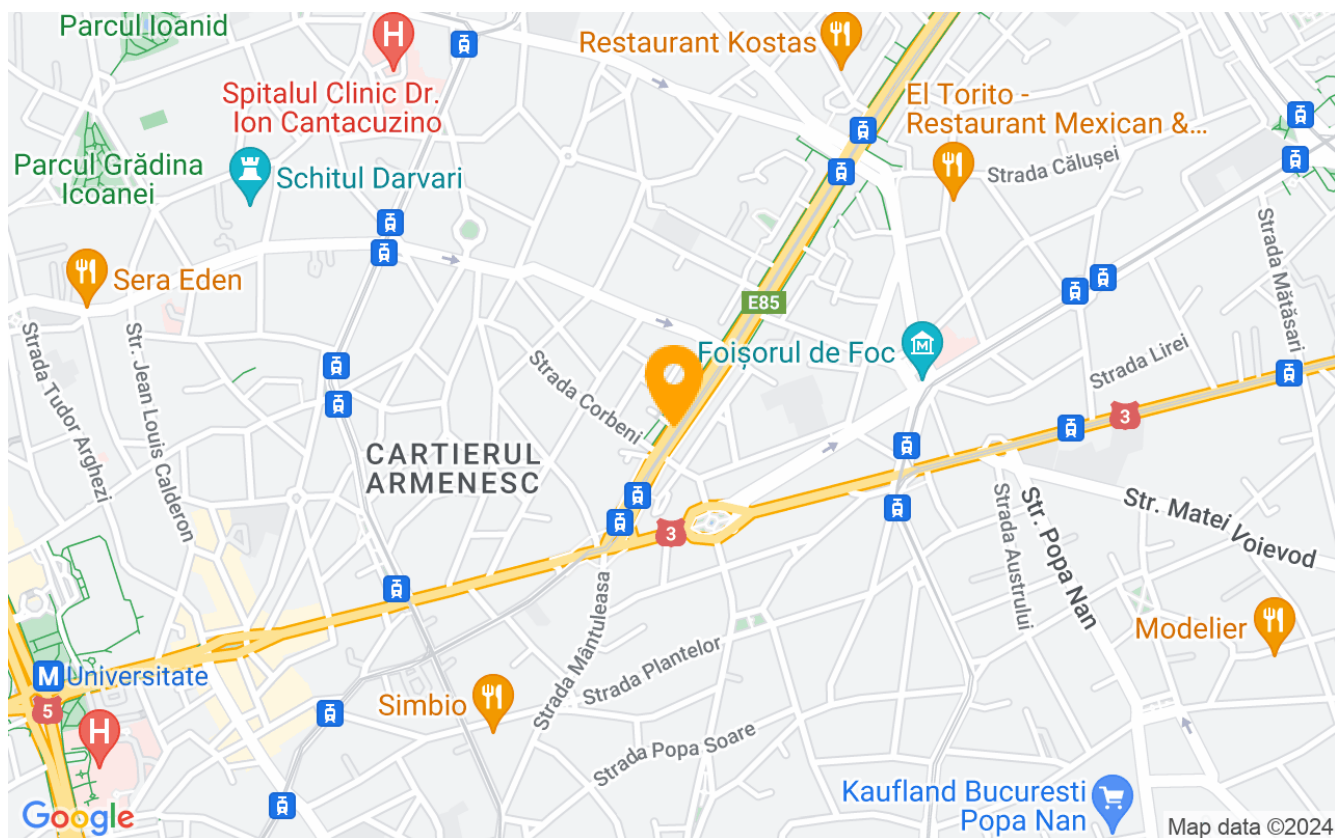 Parcul Ioanid
H
Spitalul Clinic Dr.
Ion Cantacuzino
Restaurant Kostas
El Torito -
Restaurant Mexican &...
Parcul Grădina
Icoanei
Schitul Darvari
Strada Călușei
Strada Mătăsari
Sera Eden
E85
Strada Tudor Arghezi
Str. Jean Louis Calderon
Foișorul de Foc
M
Strada Lirei
Strada Corbeni
3
CARTIERUL
ARMENESC
3
Str. Matei Voievod
Str. Popa Nan
Strada Austrului
Strada Mântuleasa
Modelier
M Universitate
5
Strada Plantelor
Simbio
H
Strada Popa Soare
Kaufland Bucuresti
Popa Nan
Google
Map data ©2024